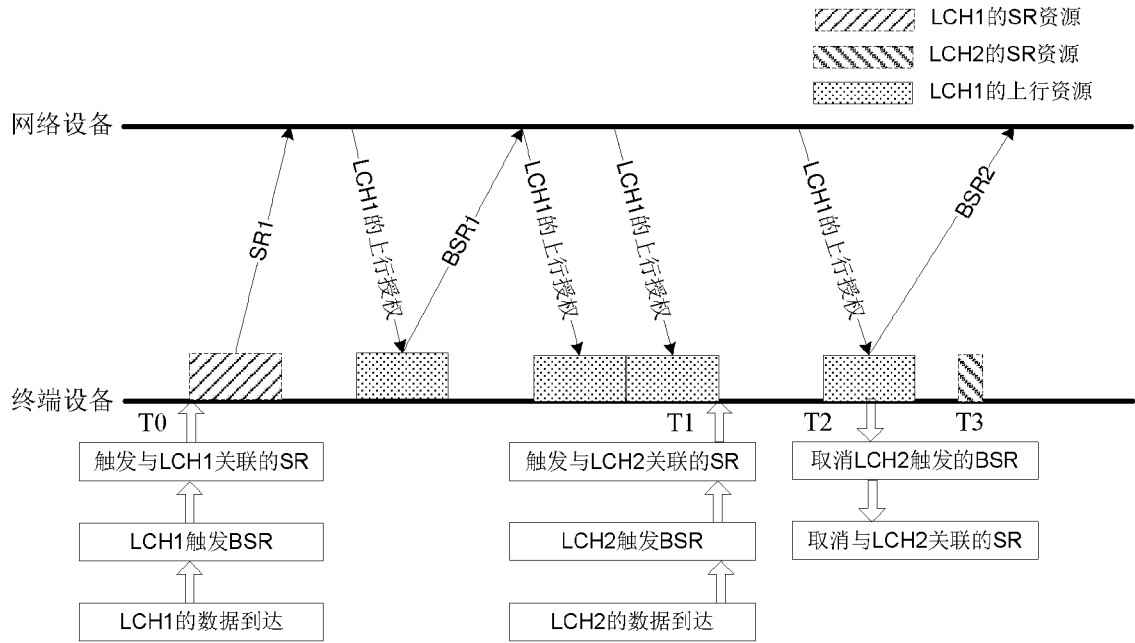 LCH1的SR资源
LCH2的SR资源
LCH1的上行资源
网络设备
SR1
LCH1的上行授权
BSR1
LCH1的上行授权
LCH1的上行授权
LCH1的上行授权
BSR2
终端设备
T0
T1
T2
T3
触发与LCH1关联的SR
触发与LCH2关联的SR
取消LCH2触发的BSR
LCH1触发BSR
LCH2触发BSR
取消与LCH2关联的SR
LCH1的数据到达
LCH2的数据到达